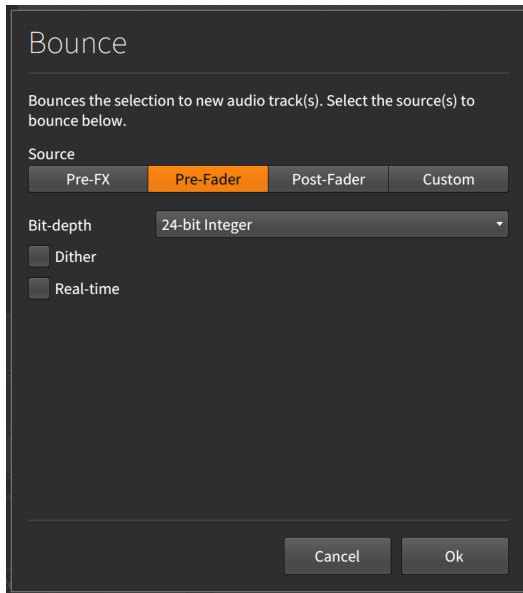 Bounce
Bounces the selection to new audio track(s). Select the source(s) to
bounce below.
Source
Pre-FX Pre-Fader Post-Fader Custom
Bit-depth 24-bit Integer
Dither
Real-time
Cancel Ok